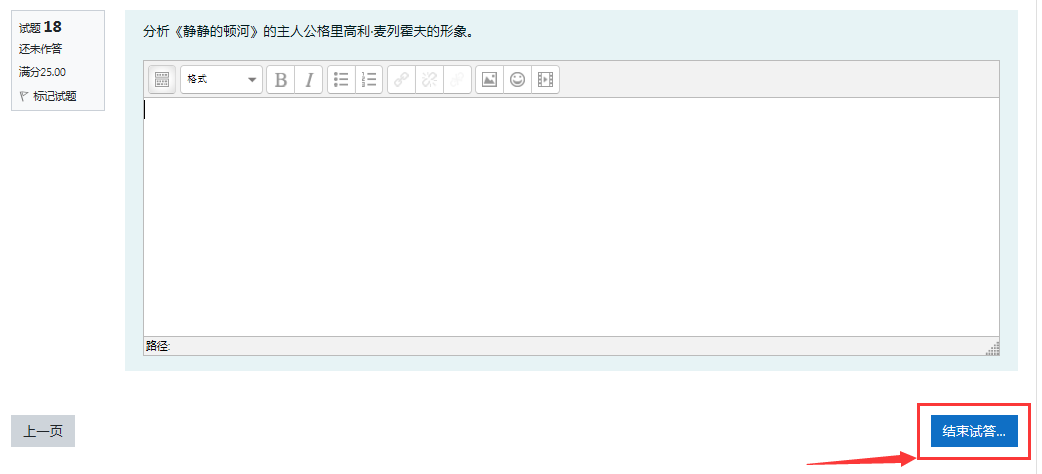 试题 18
还未作答
满分25.00
标记试题
分析《静静的顿河》的主人公格里高利·麦列霍夫的形象。
格式
B I
路径:
上一页
结束试答...